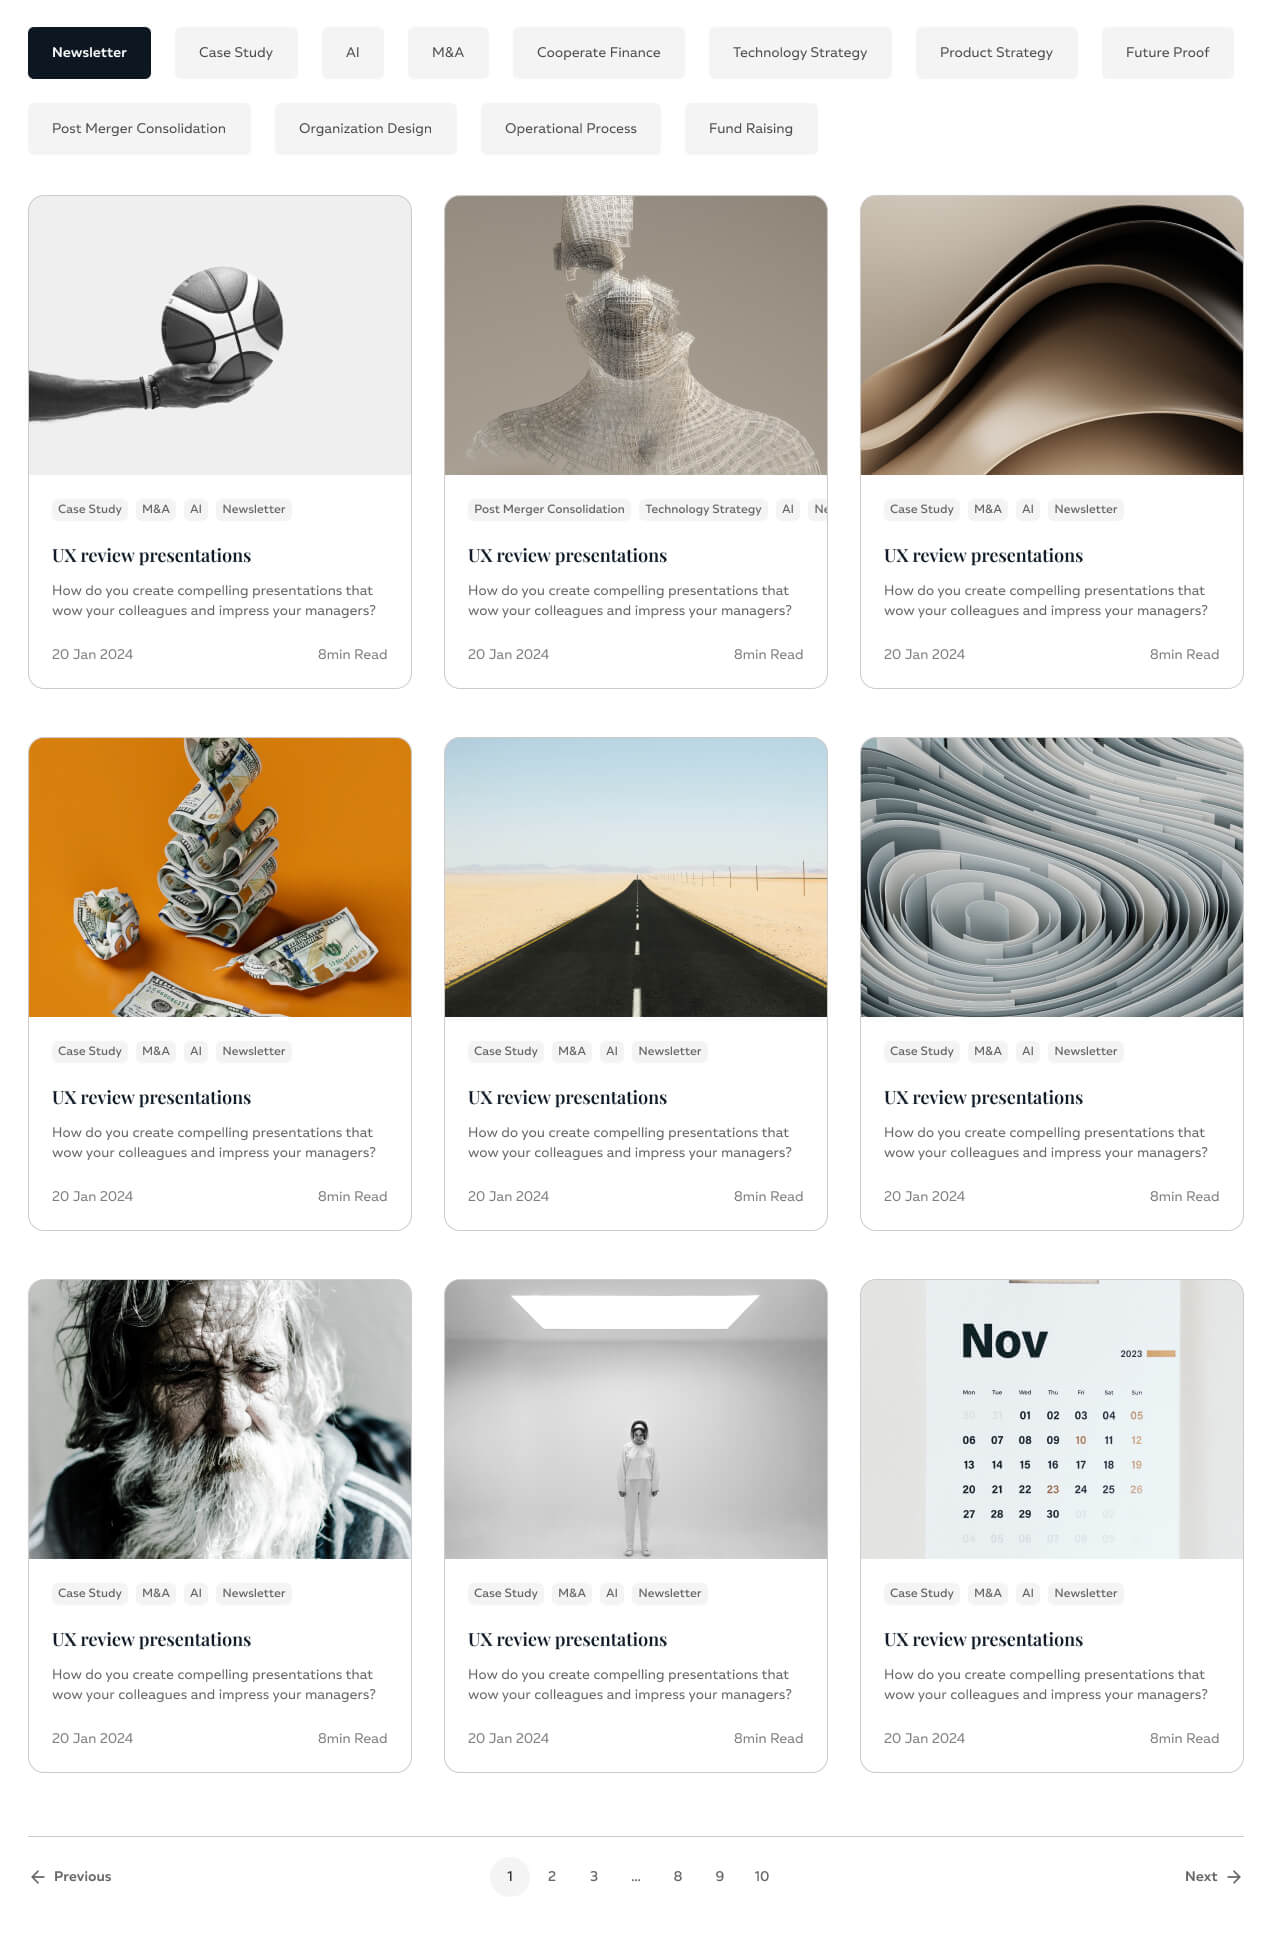 Newsletter
Case Study
AI
M&A
Cooperate Finance
Technology Strategy
Product Strategy
Future Proof
Post Merger Consolidation
Organization Design
Operational Process
Fund Raising
Case Study M&A AI Newsletter
UX review presentations
How do you create compelling presentations that
wow your colleagues and impress your managers?
20 Jan 2024 8min Read
Post Merger Consolidation Technology Strategy AI Ne
UX review presentations
How do you create compelling presentations that
wow your colleagues and impress your managers?
20 Jan 2024 8min Read
Case Study M&A AI Newsletter
UX review presentations
How do you create compelling presentations that
wow your colleagues and impress your managers?
20 Jan 2024 8min Read
Case Study M&A AI Newsletter
UX review presentations
How do you create compelling presentations that
wow your colleagues and impress your managers?
20 Jan 2024 8min Read
Case Study M&A AI Newsletter
UX review presentations
How do you create compelling presentations that
wow your colleagues and impress your managers?
20 Jan 2024 8min Read
Case Study M&A AI Newsletter
UX review presentations
How do you create compelling presentations that
wow your colleagues and impress your managers?
20 Jan 2024 8min Read
Case Study M&A AI Newsletter
UX review presentations
How do you create compelling presentations that
wow your colleagues and impress your managers?
20 Jan 2024 8min Read
Case Study M&A AI Newsletter
UX review presentations
How do you create compelling presentations that
wow your colleagues and impress your managers?
20 Jan 2024 8min Read
Nov
2023
Mon Tue Wed Thu Fri Sat Sun
30 31 01 02 03 04 05
06 07 08 09 10 11 12
13 14 15 16 17 18 19
20 21 22 23 24 25 26
27 28 29 30 01 02
04 05 06 07 08 09
Case Study M&A AI Newsletter
UX review presentations
How do you create compelling presentations that
wow your colleagues and impress your managers?
20 Jan 2024 8min Read
← Previous
1 2 3 ... 8 9 10
Next →